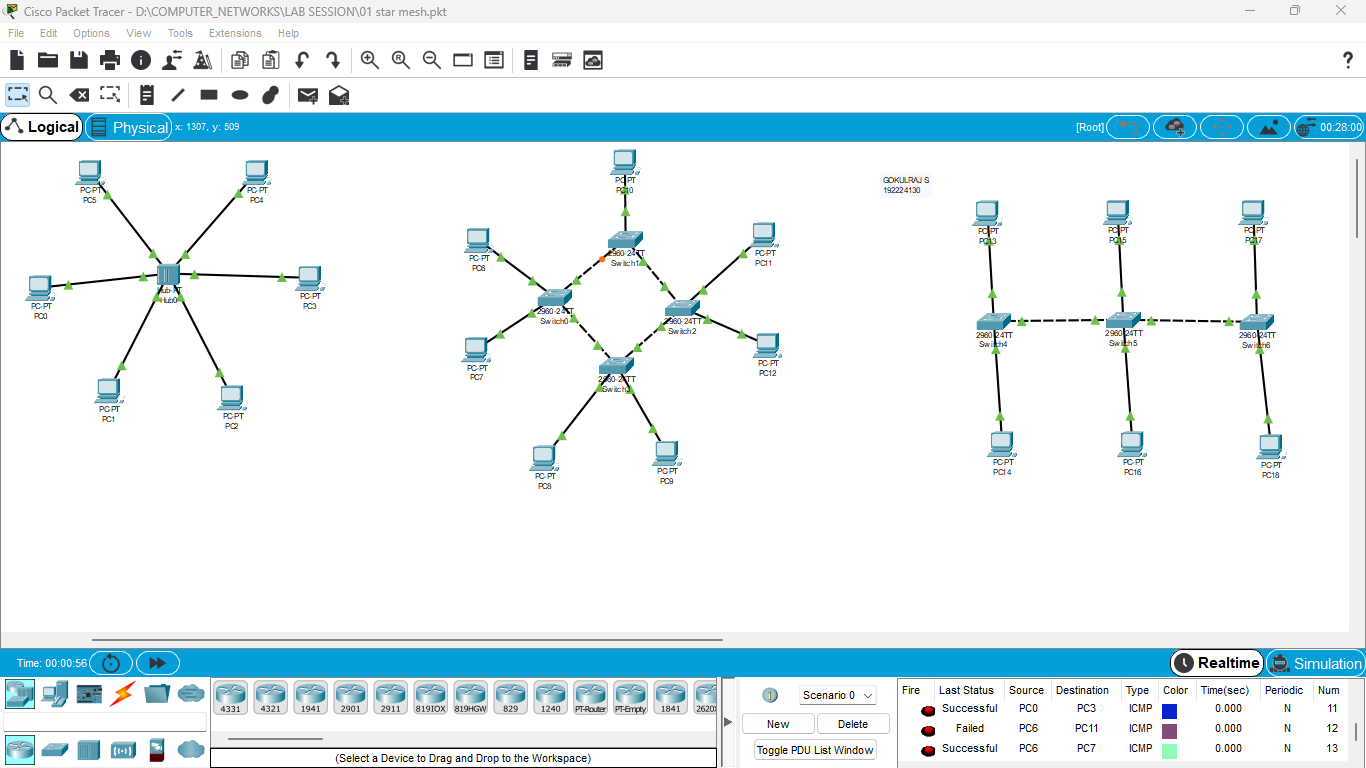 Cisco Packet Tracer - D:\COMPUTER_NETWORKS\LAB SESSION\01 star mesh.pkt
File Edit Options View Tools Extensions Help
Logical
Physical
x: 1307, y: 509
[Root]
00:28:00
PC-PT
PC5
PC-PT
PC4
PC-PT
PC0
Hub-PT
Hub0
PC-PT
PC3
PC-PT
PC1
PC-PT
PC2
PC-PT
PC10
PC-PT
PC6
2960-24TT
Switch1
PC-PT
PC11
2960-24TT
Switch0
2960-24TT
Switch2
PC-PT
PC7
PC-PT
PC12
2960-24TT
PC-PT
PC8
PC-PT
PC9
GOKULRAJ S
192224130
PC-PT
PC13
PC-PT
PC15
PC-PT
PC17
2960-24TT
Switch4
2960-24TT
Switch5
2960-24TT
Switch6
PC-PT
PC14
PC-PT
PC16
PC-PT
PC18
Time: 00:00:56
Realtime
Simulation
4331 4321 1941 2901 2911 819IOX 819HGW 829 1240 PT-Router PT-Empty 1841 2620X
(Select a Device to Drag and Drop to the Workspace)
Scenario 0
New
Delete
Toggle PDU List Window
Fire Last Status Source Destination Type Color Time(sec) Periodic Num
Successful PC0 PC3 ICMP 0.000 N 11
Failed PC6 PC11 ICMP 0.000 N 12
Successful PC6 PC7 ICMP 0.000 N 13